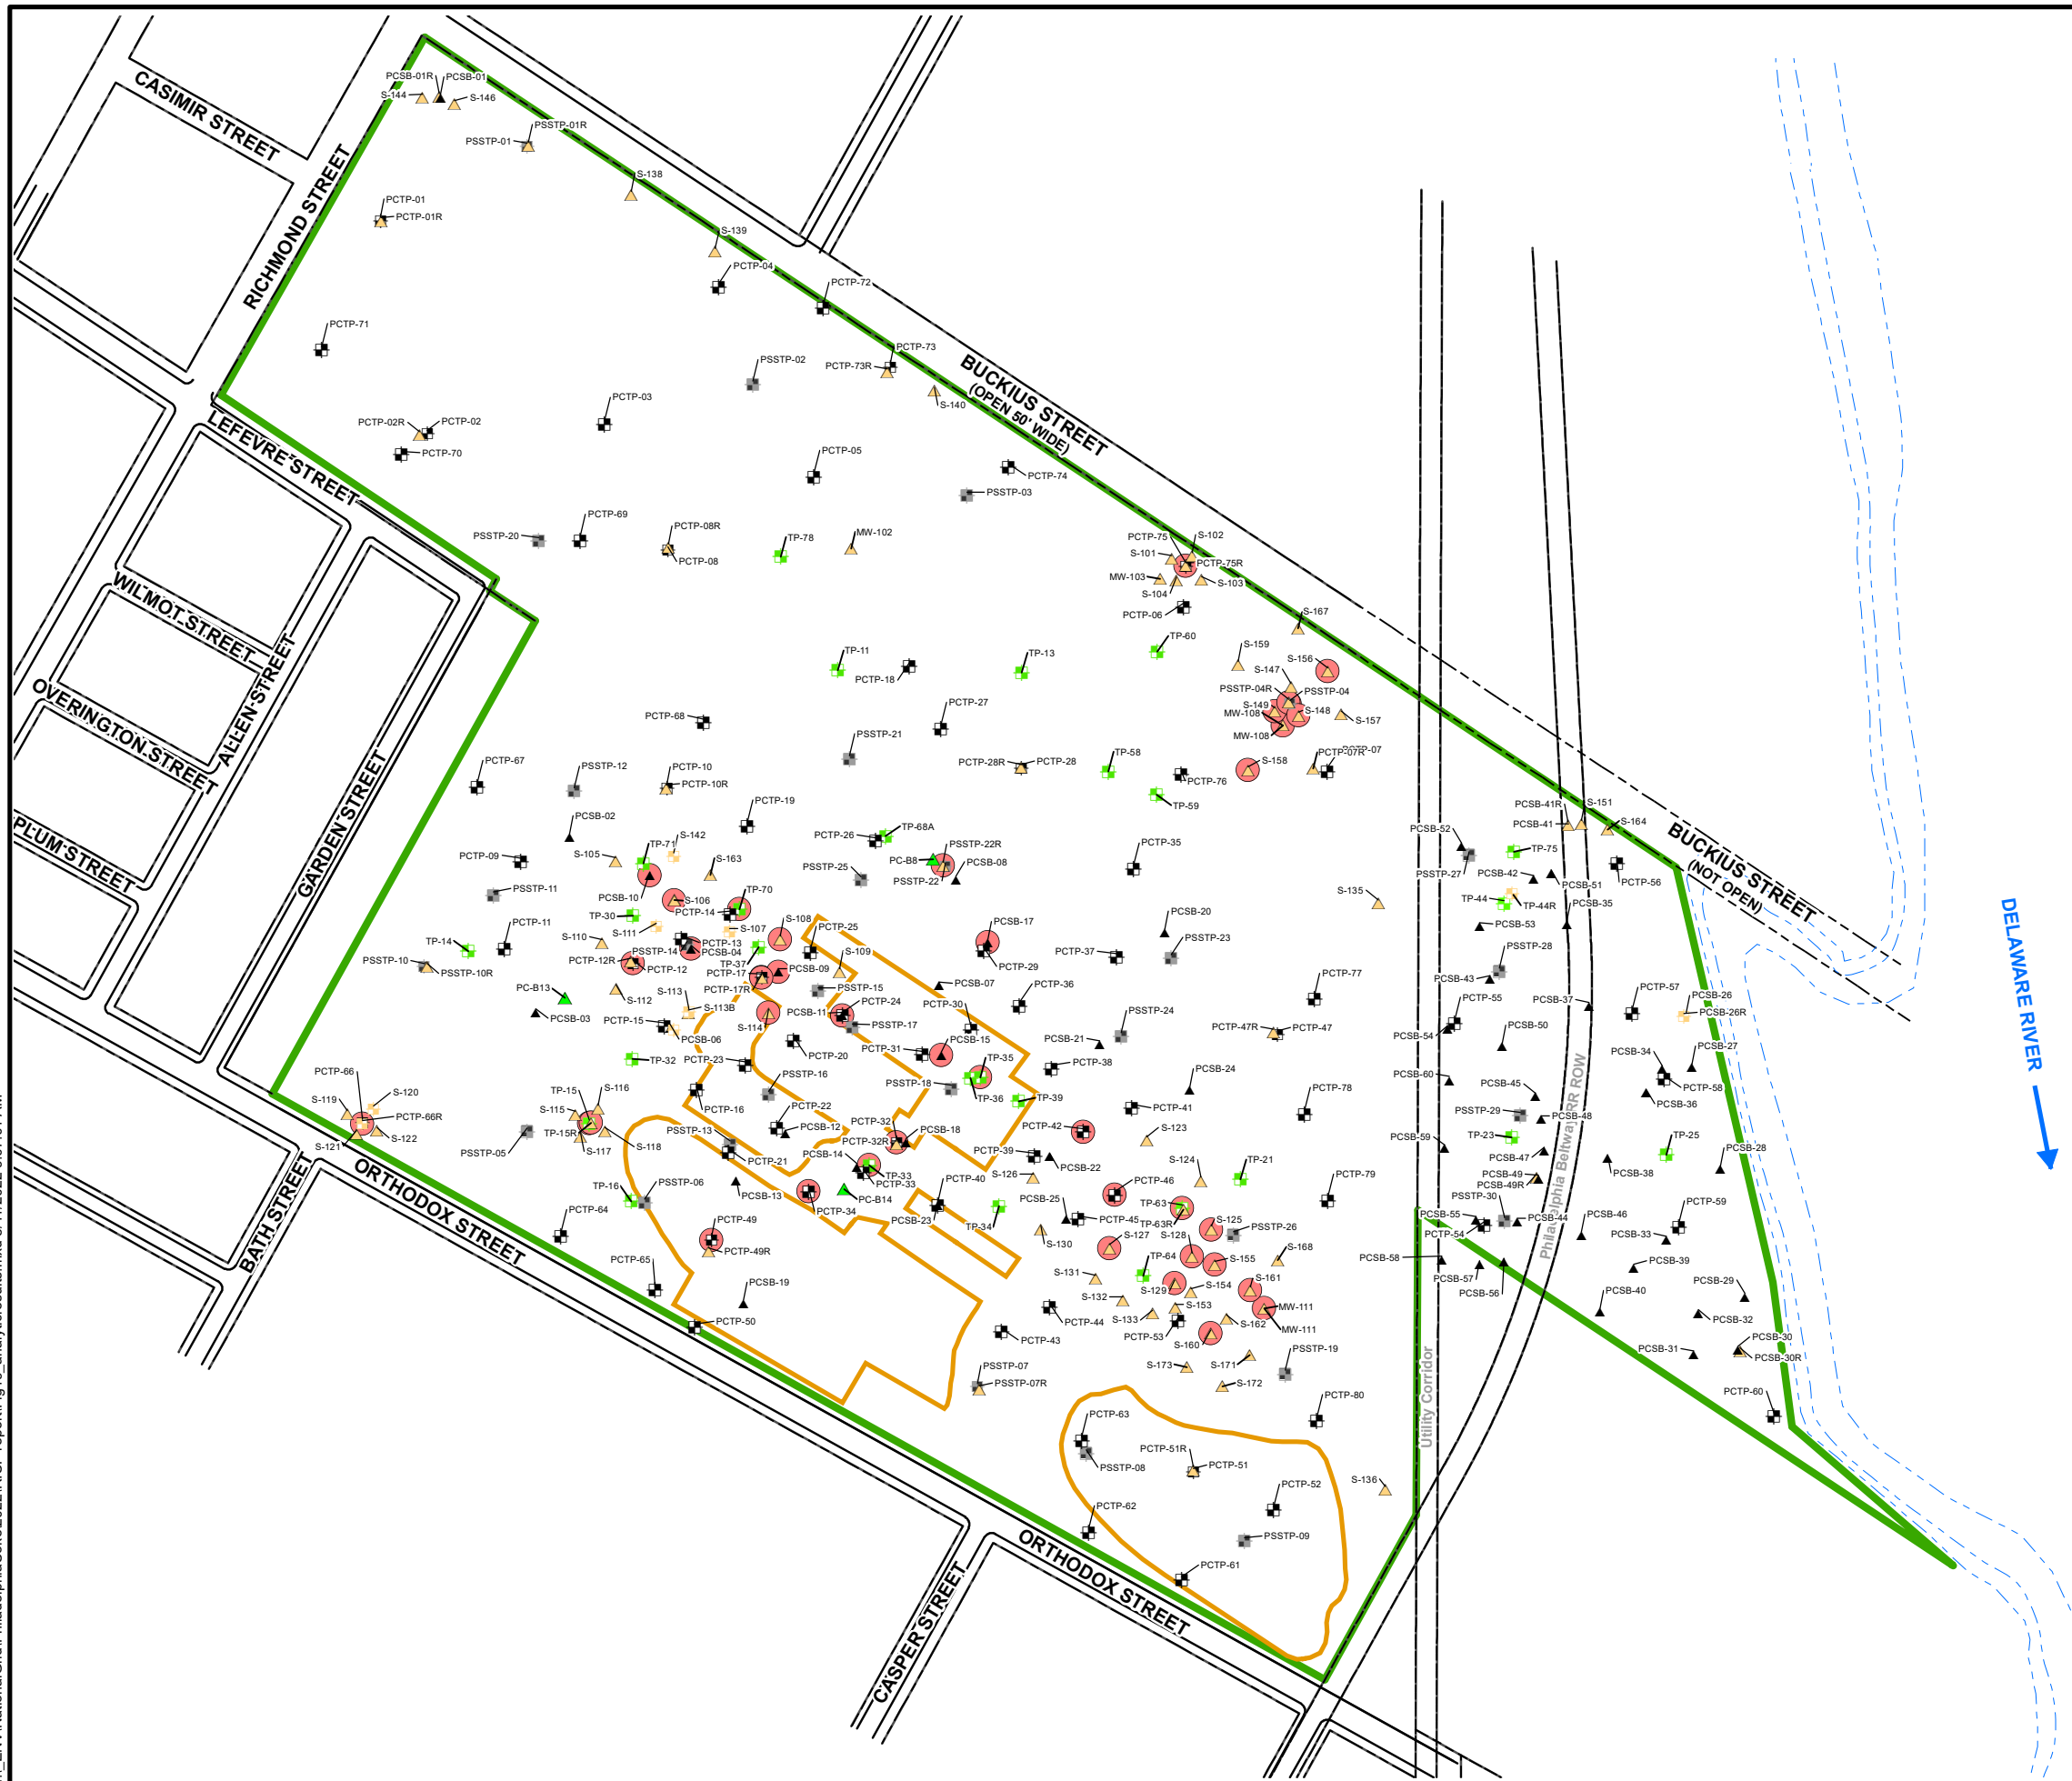 CASIMIR STREET
RICHMOND STREET
LEFEVRE STREET
WILMOT STREET
OVERINGTON STREET
PLUM STREET
ALLEN STREET
GARDEN STREET
BATH STREET
ORTHODOX STREET
CASPER STREET
ORTHODOX STREET
BUCKIUS STREET
(OPEN 50' WIDE)
BUCKIUS STREET
(NOT OPEN)
DELAWARE RIVER
Philadelphia Beltway RR ROW
Utility Corridor
PCSB-01R
PCSB-01
S-144
S-146
PSSTP-01R
PSSTP-01
S-138
PCTP-01
PCTP-01R
S-139
PCTP-04
PCTP-72
PCTP-71
PCTP-73
PCTP-73R
PSSTP-02
S-140
PCTP-03
PCTP-02R
PCTP-02
PCTP-70
PCTP-05
PCTP-74
PSSTP-03
PSSTP-20
PCTP-69
PCTP-08R
PCTP-08
TP-78
MW-102
PCTP-75
S-102
S-101
PCTP-75R
MW-103
S-103
S-104
PCTP-06
S-167
TP-60
TP-11
PCTP-18
TP-13
S-159
S-156
S-147
PSSTP-04R
PSSTP-04
S-149
S-148
MW-108
S-157
MW-108
PCTP-68
PCTP-27
PSSTP-21
PCTP-28R
PCTP-28
TP-58
PCTP-76
S-158
PCTP-07R
TP-59
PCTP-67
PSSTP-12
PCTP-10
PCTP-10R
PCTP-19
PCSB-02
PCTP-26
TP-68A
PCTP-35
PCTP-09
S-105
TP-71
S-142
S-163
PC-B8
PSSTP-22R
PCSB-08
PSSTP-22
PSSTP-25
PSSTP-11
PCSB-10
S-106
PCTP-14
TP-70
S-135
PCTP-11
TP-30
S-111
S-107
S-108
PCTP-25
PCSB-17
PCSB-20
TP-14
S-110
PSSTP-14
PCTP-13
PCSB-04
TP-37
S-109
PCTP-29
PCTP-37
PSSTP-23
PSSTP-10
PSSTP-10R
PCTP-12R
PCTP-12
PCTP-17
PCSB-09
PCTP-17R
PSSTP-15
PCSB-07
PCTP-36
PCTP-77
S-112
PC-B13
PCSB-03
S-113
S-113B
PCTP-15
PCSB-06
S-114
PCSB-11
PCTP-24
PSSTP-17
PCTP-30
PCSB-15
PCTP-31
PCTP-20
PSSTP-24
PCSB-21
PCTP-47R
PCTP-47
TP-32
PCTP-23
PSSTP-16
PSSTP-18
TP-35
TP-36
TP-39
PCTP-38
PCSB-24
PCTP-78
PCTP-66
S-120
S-119
PCTP-66R
S-121
S-122
TP-15
S-116
S-115
TP-15R
S-117
S-118
PSSTP-05
PCTP-16
PCTP-22
PCSB-12
PSSTP-13
PCTP-21
PCTP-32
PCTP-32R
PCSB-18
PCTP-41
PCTP-42
S-123
PCTP-39
PCSB-22
S-126
PCSB-14
TP-33
PCTP-33
PC-B14
PCTP-34
PCSB-13
TP-16
PSSTP-06
PCTP-64
PCTP-40
PCSB-23
TP-34
PCSB-25
PCTP-46
PCTP-45
S-124
TP-21
PCTP-79
TP-63
TP-63R
S-125
PSSTP-26
S-130
S-127
S-128
S-155
S-168
PCTP-49
PCTP-49R
PCTP-65
PCSB-19
PCTP-50
S-131
TP-64
S-129
S-154
S-161
S-132
S-153
MW-111
MW-111
S-133
PCTP-53
S-162
S-160
PCTP-44
PCTP-43
S-173
S-171
S-172
PSSTP-19
PSSTP-07
PSSTP-07R
PCTP-80
PCTP-63
PSSTP-08
PCTP-51R
PCTP-51
PCTP-52
PCTP-62
PSSTP-09
PCTP-61
S-136
PCSB-41R
S-151
PCSB-41
S-164
PCSB-52
TP-75
PSSTP-27
PCSB-42
PCSB-51
PCTP-56
TP-44
TP-44R
PCSB-35
PCSB-53
PSSTP-28
PCSB-43
PCTP-55
PCSB-37
PCTP-57
PCSB-26
PCSB-26R
PCSB-54
PCSB-50
PCSB-27
PCSB-34
PCTP-58
PCSB-60
PCSB-45
PCSB-36
PSSTP-29
PCSB-48
TP-23
PCSB-59
PCSB-47
PCSB-38
TP-25
PCSB-28
PCSB-49
PCSB-49R
PSSTP-30
PCSB-55
PCSB-44
PCTP-54
PCSB-46
PCTP-59
PCSB-33
PCSB-58
PCSB-57
PCSB-56
PCSB-39
PCSB-40
PCSB-29
PCSB-32
PCSB-30
PCSB-30R
PCSB-31
PCTP-60